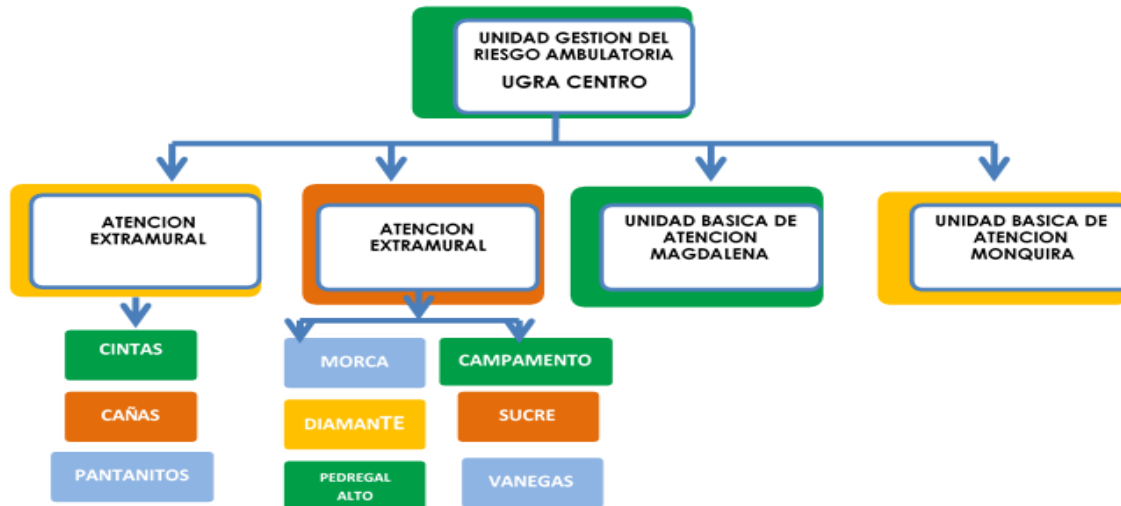 UNIDAD GESTION DEL
RIESGO AMBULATORIA
UGRA CENTRO
ATENCION
EXTRAMURAL
ATENCION
EXTRAMURAL
UNIDAD BASICA DE
ATENCION
MAGDALENA
UNIDAD BASICA DE
ATENCION
MONQUIRA
CINTAS
CAÑAS
PANTANITOS
MORCA
DIAMANTE
PEDREGAL
ALTO
CAMPAMENTO
SUCRE
VANEGAS